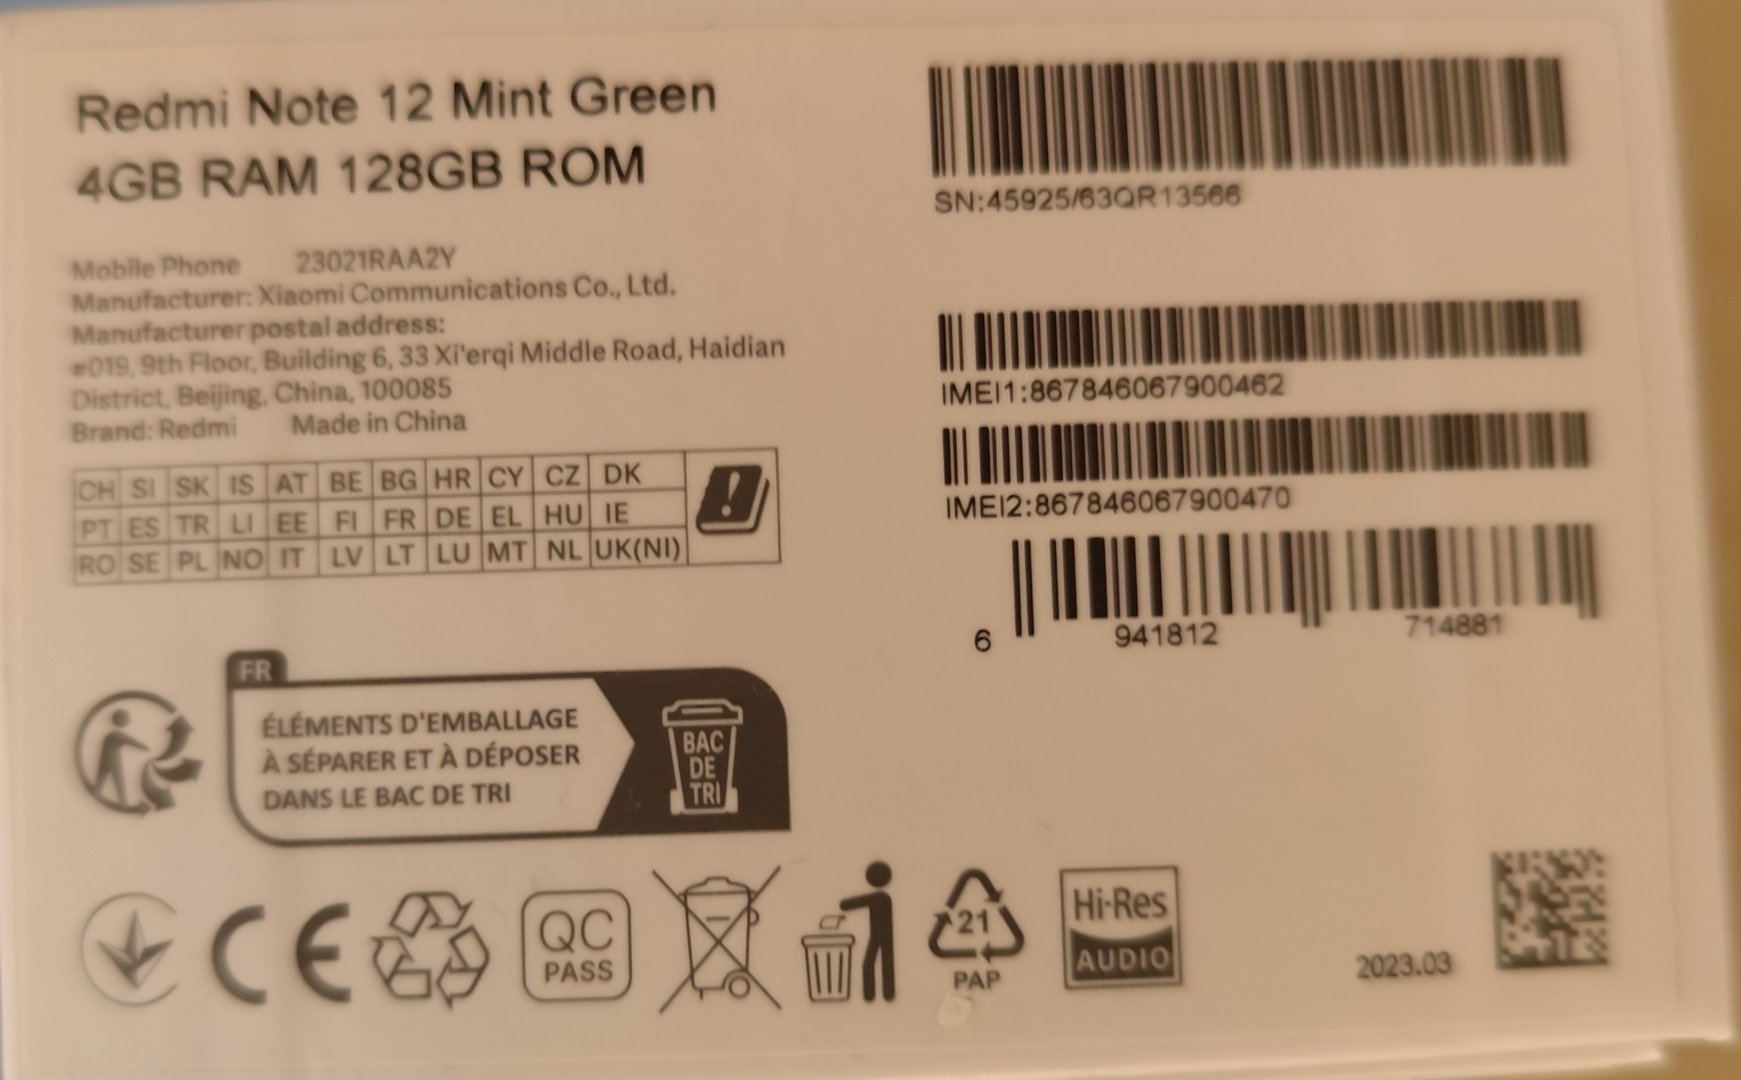 Redmi Note 12 Mint Green
4GB RAM 128GB ROM
Mobile Phone 23021RAA2Y
Manufacturer: Xiaomi Communications Co., Ltd.
Manufacturer postal address:
#019, 9th Floor, Building 6, 33 Xi'erqi Middle Road, Haidian
District, Beijing, China, 100085
Brand: Redmi Made in China
CH SI SK IS AT BE BG HR CY CZ DK
PT ES TR LI EE FI FR DE EL HU IE
RO SE PL NO IT LV LT LU MT NL UK(NI)
SN:45925/63QR13566
IMEI1:867846067900462
IMEI2:867846067900470
6 941812 714881
FR
ÉLÉMENTS D'EMBALLAGE
À SÉPARER ET À DÉPOSER
DANS LE BAC DE TRI
BAC
DE
TRI
CE
QC
PASS
21
PAP
Hi-Res
AUDIO
2023.03